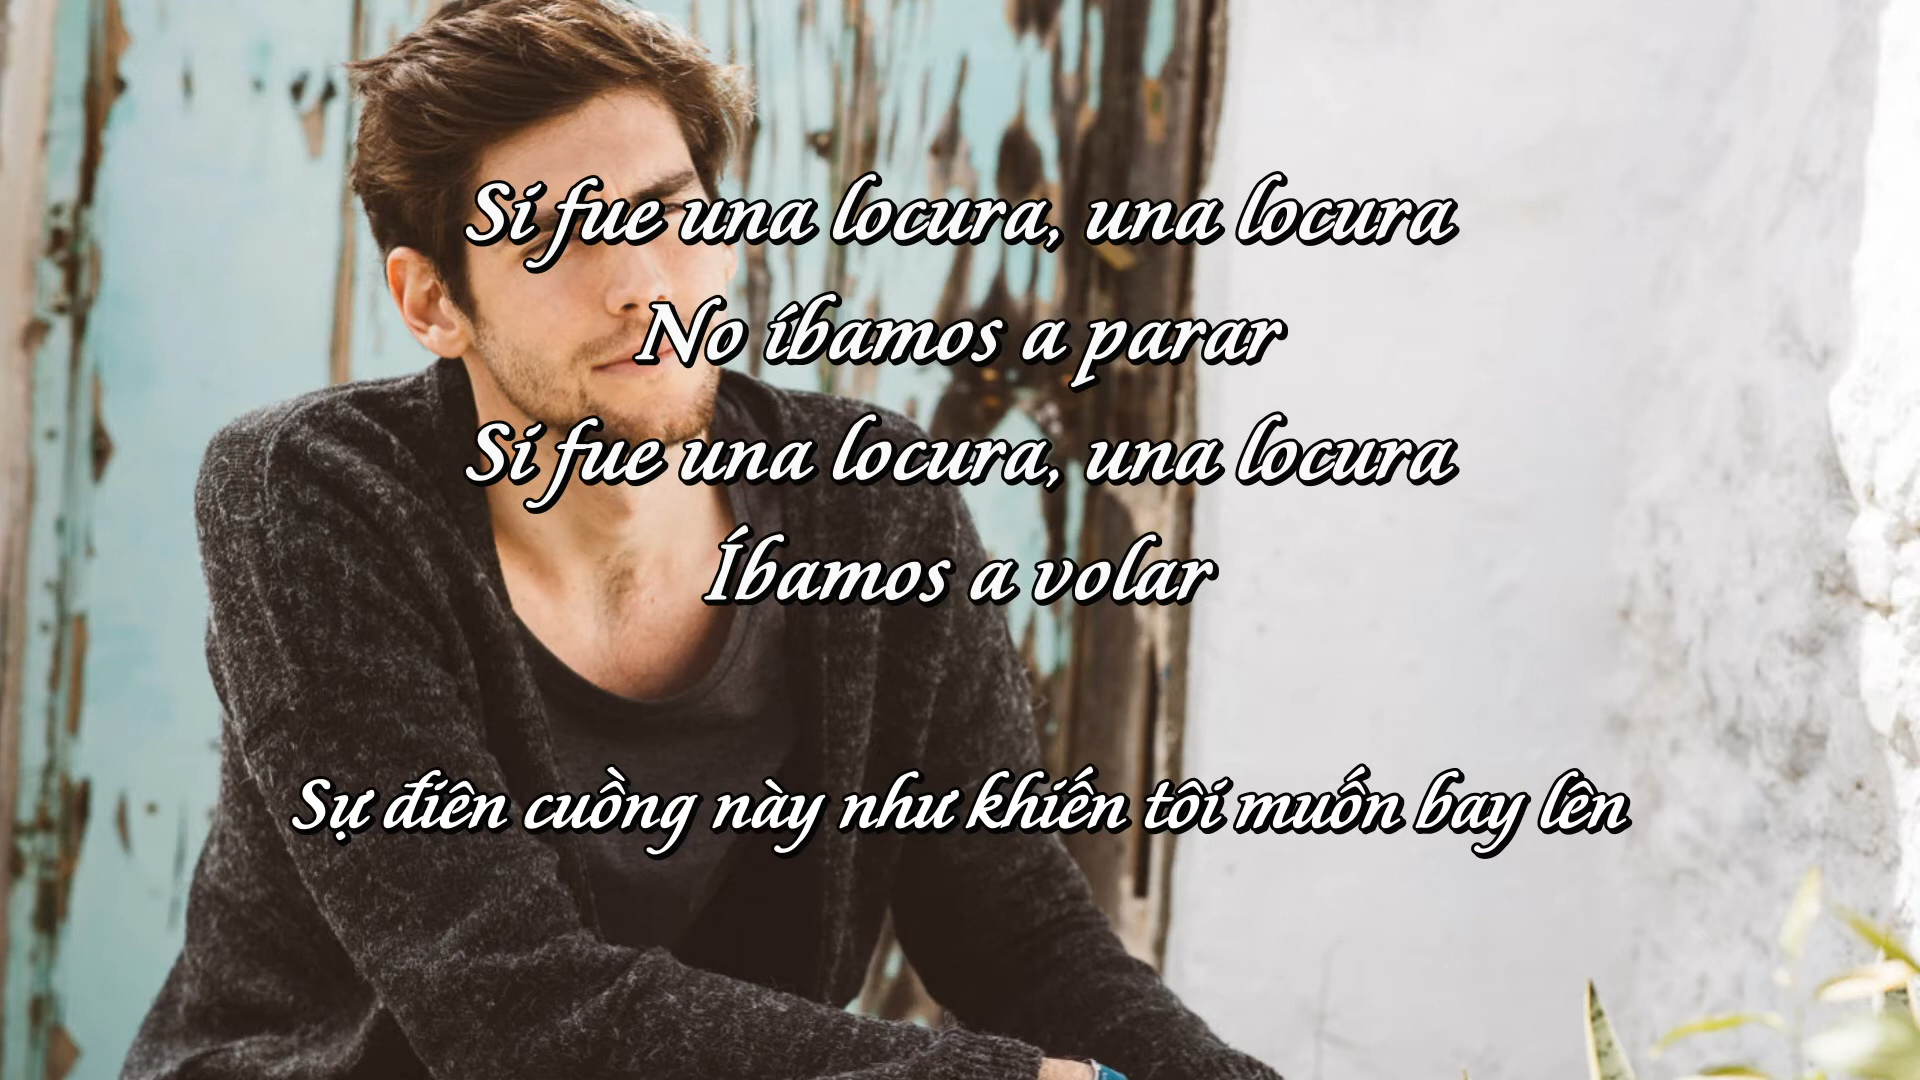 Sí fue una locura, una locura
No íbamos a parar
Sí fue una locura, una locura
Íbamos a volar
Sự điên cuồng này như khiến tôi muốn bay lên